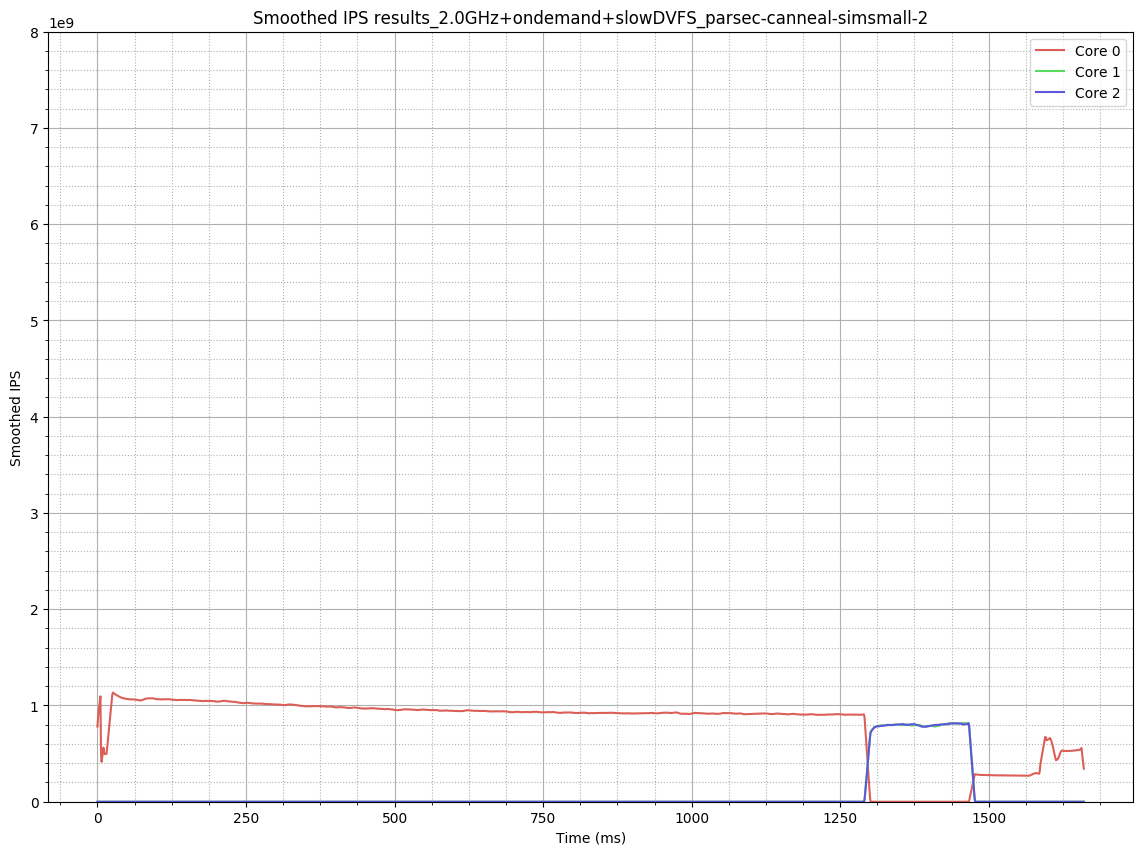 Smoothed IPS results_2.0GHz+ondemand+slowDVFS_parsec-canneal-simsmall-2
1e9
8
7
6
5
4
3
2
1
0
Smoothed IPS
Core 0
Core 1
Core 2
0 250 500 750 1000 1250 1500
Time (ms)